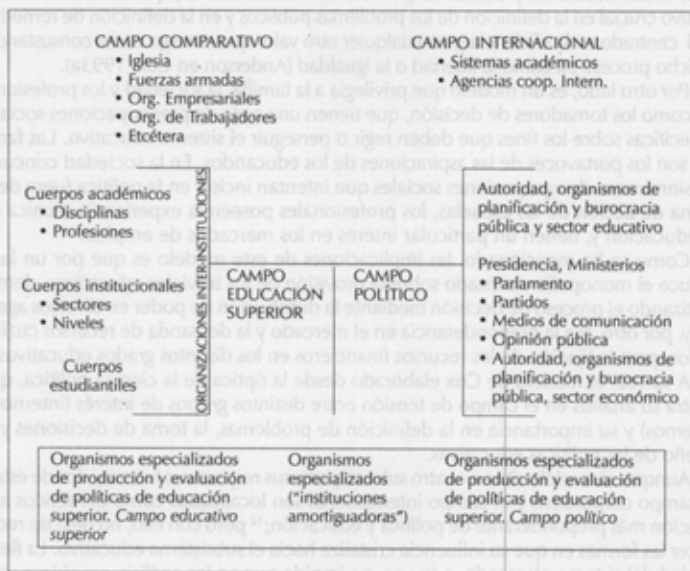 CAMPO COMPARATIVO
• Iglesia
• Fuerzas armadas
• Org. Empresariales
• Org. de Trabajadores
• Etcétera
CAMPO INTERNACIONAL
• Sistemas académicos
• Agencias coop. Intern.
Cuerpos académicos
• Disciplinas
• Profesiones
Cuerpos institucionales
• Sectores
• Niveles
• Cuerpos
estudiantiles
ORGANIZACIONES INTER-INSTITUCIONES
CAMPO
EDUCACIÓN
SUPERIOR
CAMPO
POLÍTICO
Autoridad, organismos de
planificación y burocracia
pública y sector educativo
Presidencia, Ministerios
• Parlamento
• Partidos
• Medios de comunicación
• Opinión pública
• Autoridad, organismos de
planificación y burocracia
pública, sector económico
Organismos especializados
de producción y evaluación
de políticas de educación
superior. Campo educativo
superior
Organismos
especializados
("instituciones
amortiguadoras")
Organismos especializados
de producción y evaluación
de políticas de educación
superior. Campo político